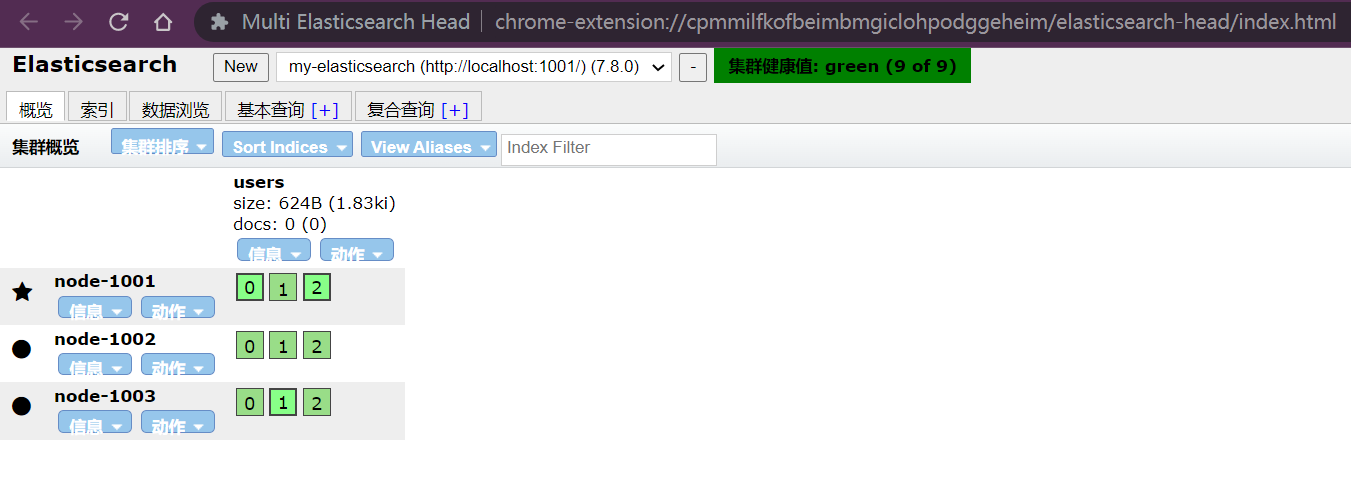 Multi Elasticsearch Head chrome-extension://cpmmilfkofbeimbmgiclohpodggeheim/elasticsearch-head/index.html
Elasticsearch New my-elasticsearch (http://localhost:1001/) (7.8.0) - 集群健康值: green (9 of 9)
概览 索引 数据浏览 基本查询 [+] 复合查询 [+]
集群概览 集群排序 Sort Indices View Aliases Index Filter
users
size: 624B (1.83ki)
docs: 0 (0)
信息 动作
node-1001 0 1 2
信息 动作
node-1002 0 1 2
信息 动作
node-1003 0 1 2
信息 动作